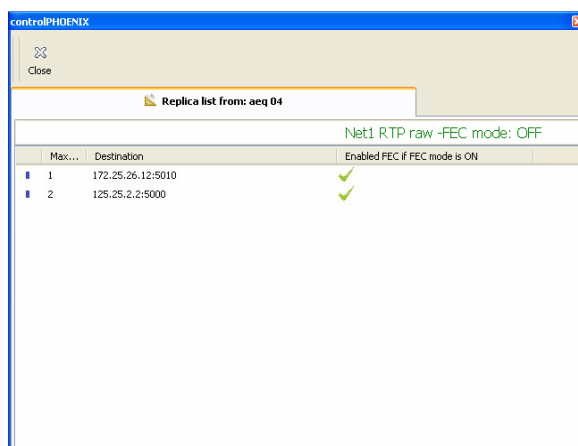 controlPHOENIX
Close
Replica list from: aeq 04
Net1 RTP raw -FEC mode: OFF
Max... Destination Enabled FEC if FEC mode is ON
1 172.25.26.12:5010
2 125.25.2.2:5000